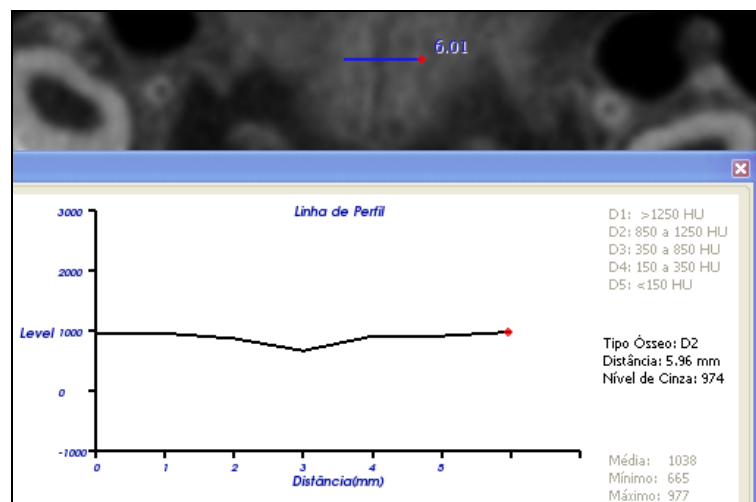 6.01
Linha de Perfil
3000
2000
Level 1000
0
-1000
0 1 2 3 4 5
Distância(mm)
D1: >1250 HU
D2: 850 a 1250 HU
D3: 350 a 850 HU
D4: 150 a 350 HU
D5: <150 HU
Tipo Ósseo: D2
Distância: 5.96 mm
Nível de Cinza: 974
Média: 1038
Mínimo: 665
Máximo: 977